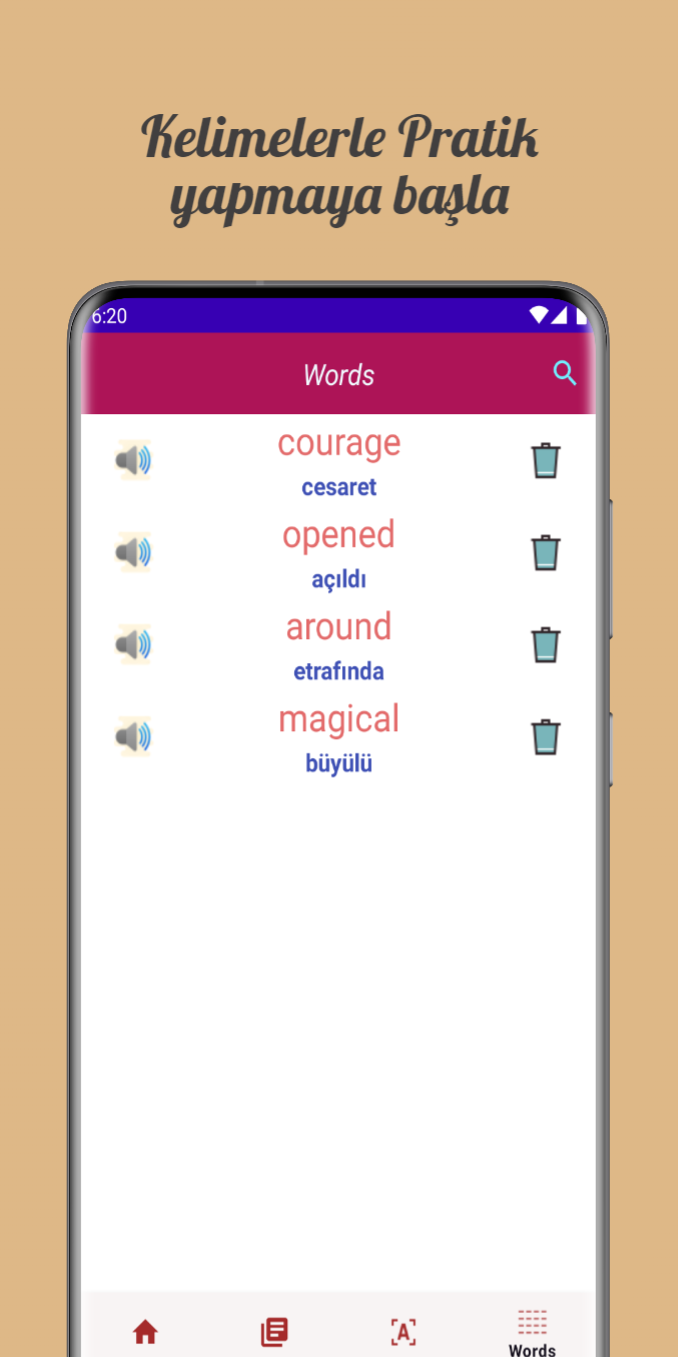 Kelimelerle Pratik
yapmaya başla
6:20
Words
courage
cesaret
opened
açıldı
around
etrafında
magical
büyülü
A
Words